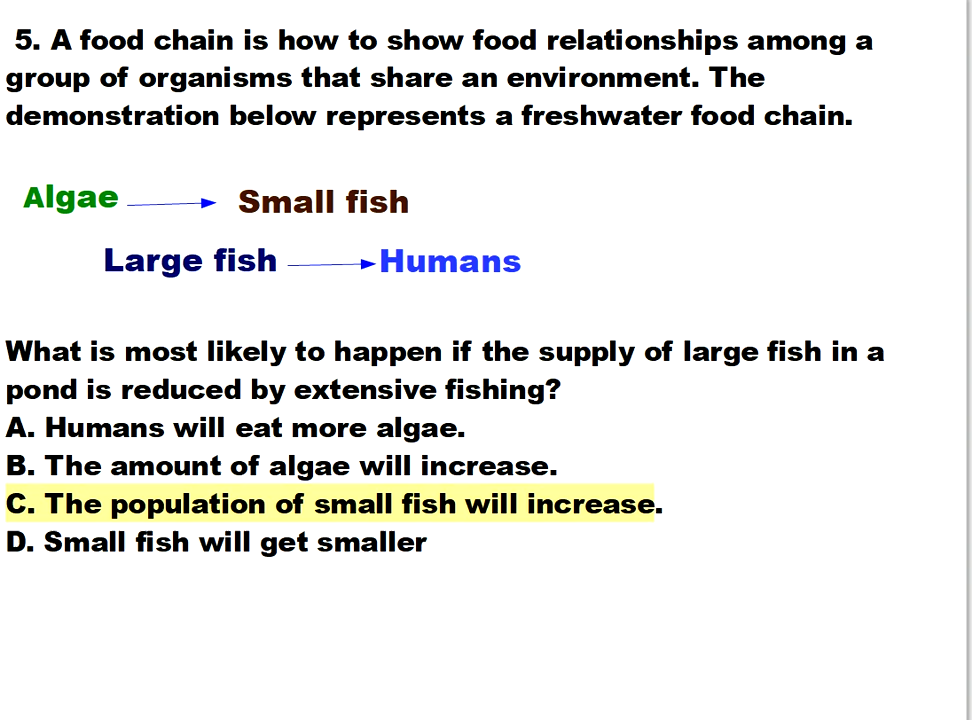 5. A food chain is how to show food relationships among a
group of organisms that share an environment. The
demonstration below represents a freshwater food chain.
Algae Small fish
Large fish Humans
What is most likely to happen if the supply of large fish in a
pond is reduced by extensive fishing?
A. Humans will eat more algae.
B. The amount of algae will increase.
C. The population of small fish will increase.
D. Small fish will get smaller